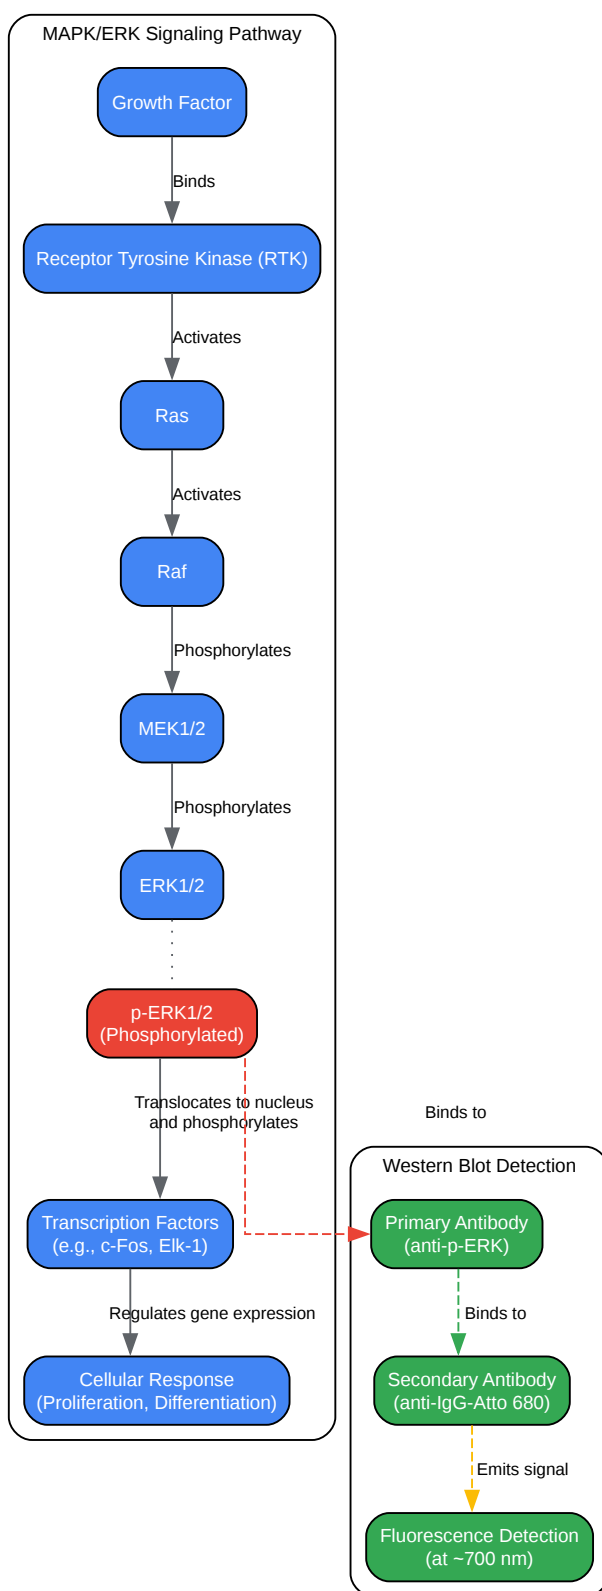 MAPK/ERK Signaling Pathway
Growth Factor
Binds
Receptor Tyrosine Kinase (RTK)
Activates
Ras
Activates
Raf
Phosphorylates
MEK1/2
Phosphorylates
ERK1/2
p-ERK1/2
(Phosphorylated)
Translocates to nucleus
and phosphorylates
Transcription Factors
(e.g., c-Fos, Elk-1)
Regulates gene expression
Cellular Response
(Proliferation, Differentiation)
Binds to
Western Blot Detection
Primary Antibody
(anti-p-ERK)
Binds to
Secondary Antibody
(anti-IgG-Atto 680)
Emits signal
Fluorescence Detection
(at ~700 nm)